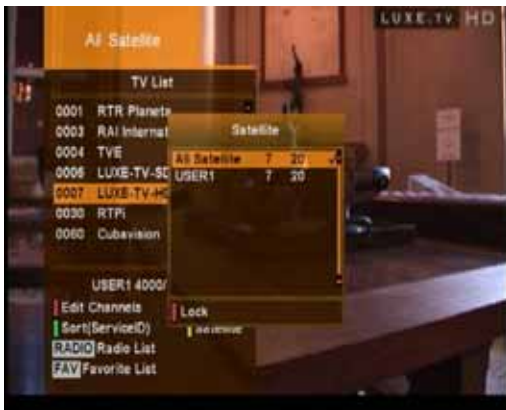 LUXE.TV HD
All Satellite
TV List
0001 RTR Planeta
0003 RAI Internat
0004 TVE
0006 LUXE-TV-SD
0007 LUXE-TV-HD
0030 RTPi
0060 Cubavision
Satellite
All Satellite 7 20
USER1 7 20
Lock
USER1 4000/
Edit Channels
Sort(ServiceID) Satellite
RADIO Radio List
FAV Favorite List